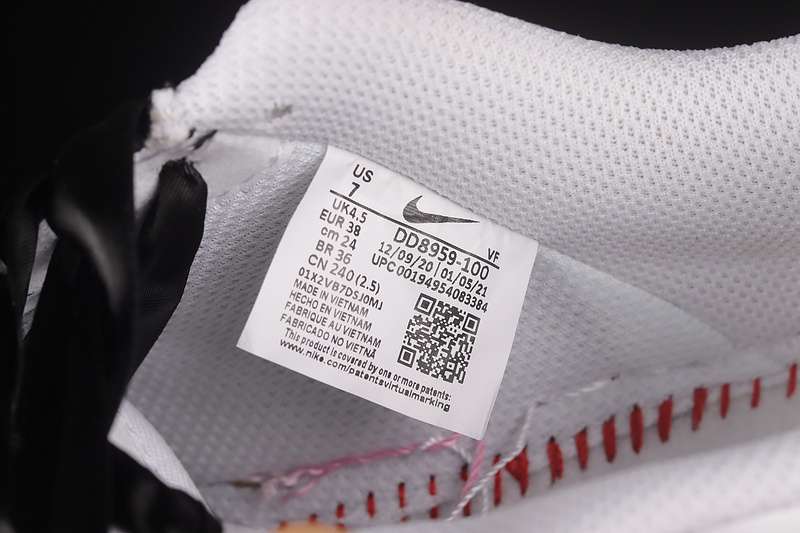 US
7
UK4.5
EUR 38
cm 24
BR 36
CN 240 (2.5)
DD8959-100 VF
12/09/20 | 01/05/21
UPC 00194954083384
01X2VB7DSJ0MJ
MADE IN VIETNAM
HECHO EN VIETNAM
FABRIQUE AU VIETNAM
FABRICADO NO VIETNÃ
This product is covered by one or more patents:
www.nike.com/patentsvirtualmarking